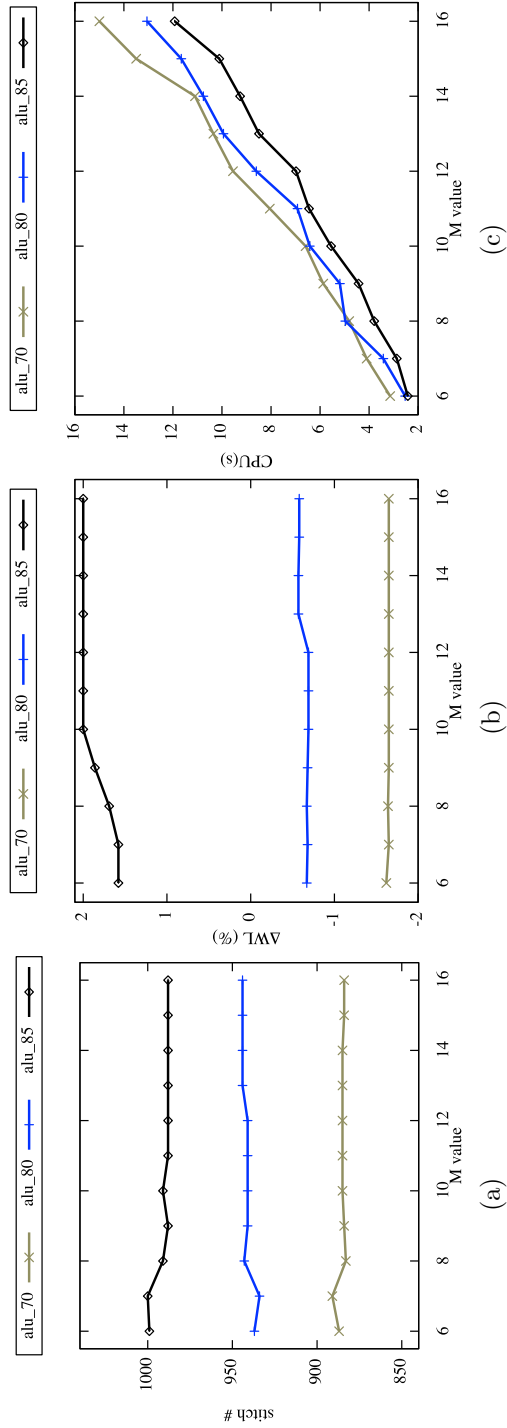 alu_70 alu_80 alu_85
1000
950
900
850
stitch #
6 8 10 12 14 16
M value
(a)
alu_70 alu_80 alu_85
2
1
0
-1
-2
ΔWL (%)
6 8 10 12 14 16
M value
(b)
alu_70 alu_80 alu_85
16
14
12
10
8
6
4
2
CPU(s)
6 8 10 12 14 16
M value
(c)